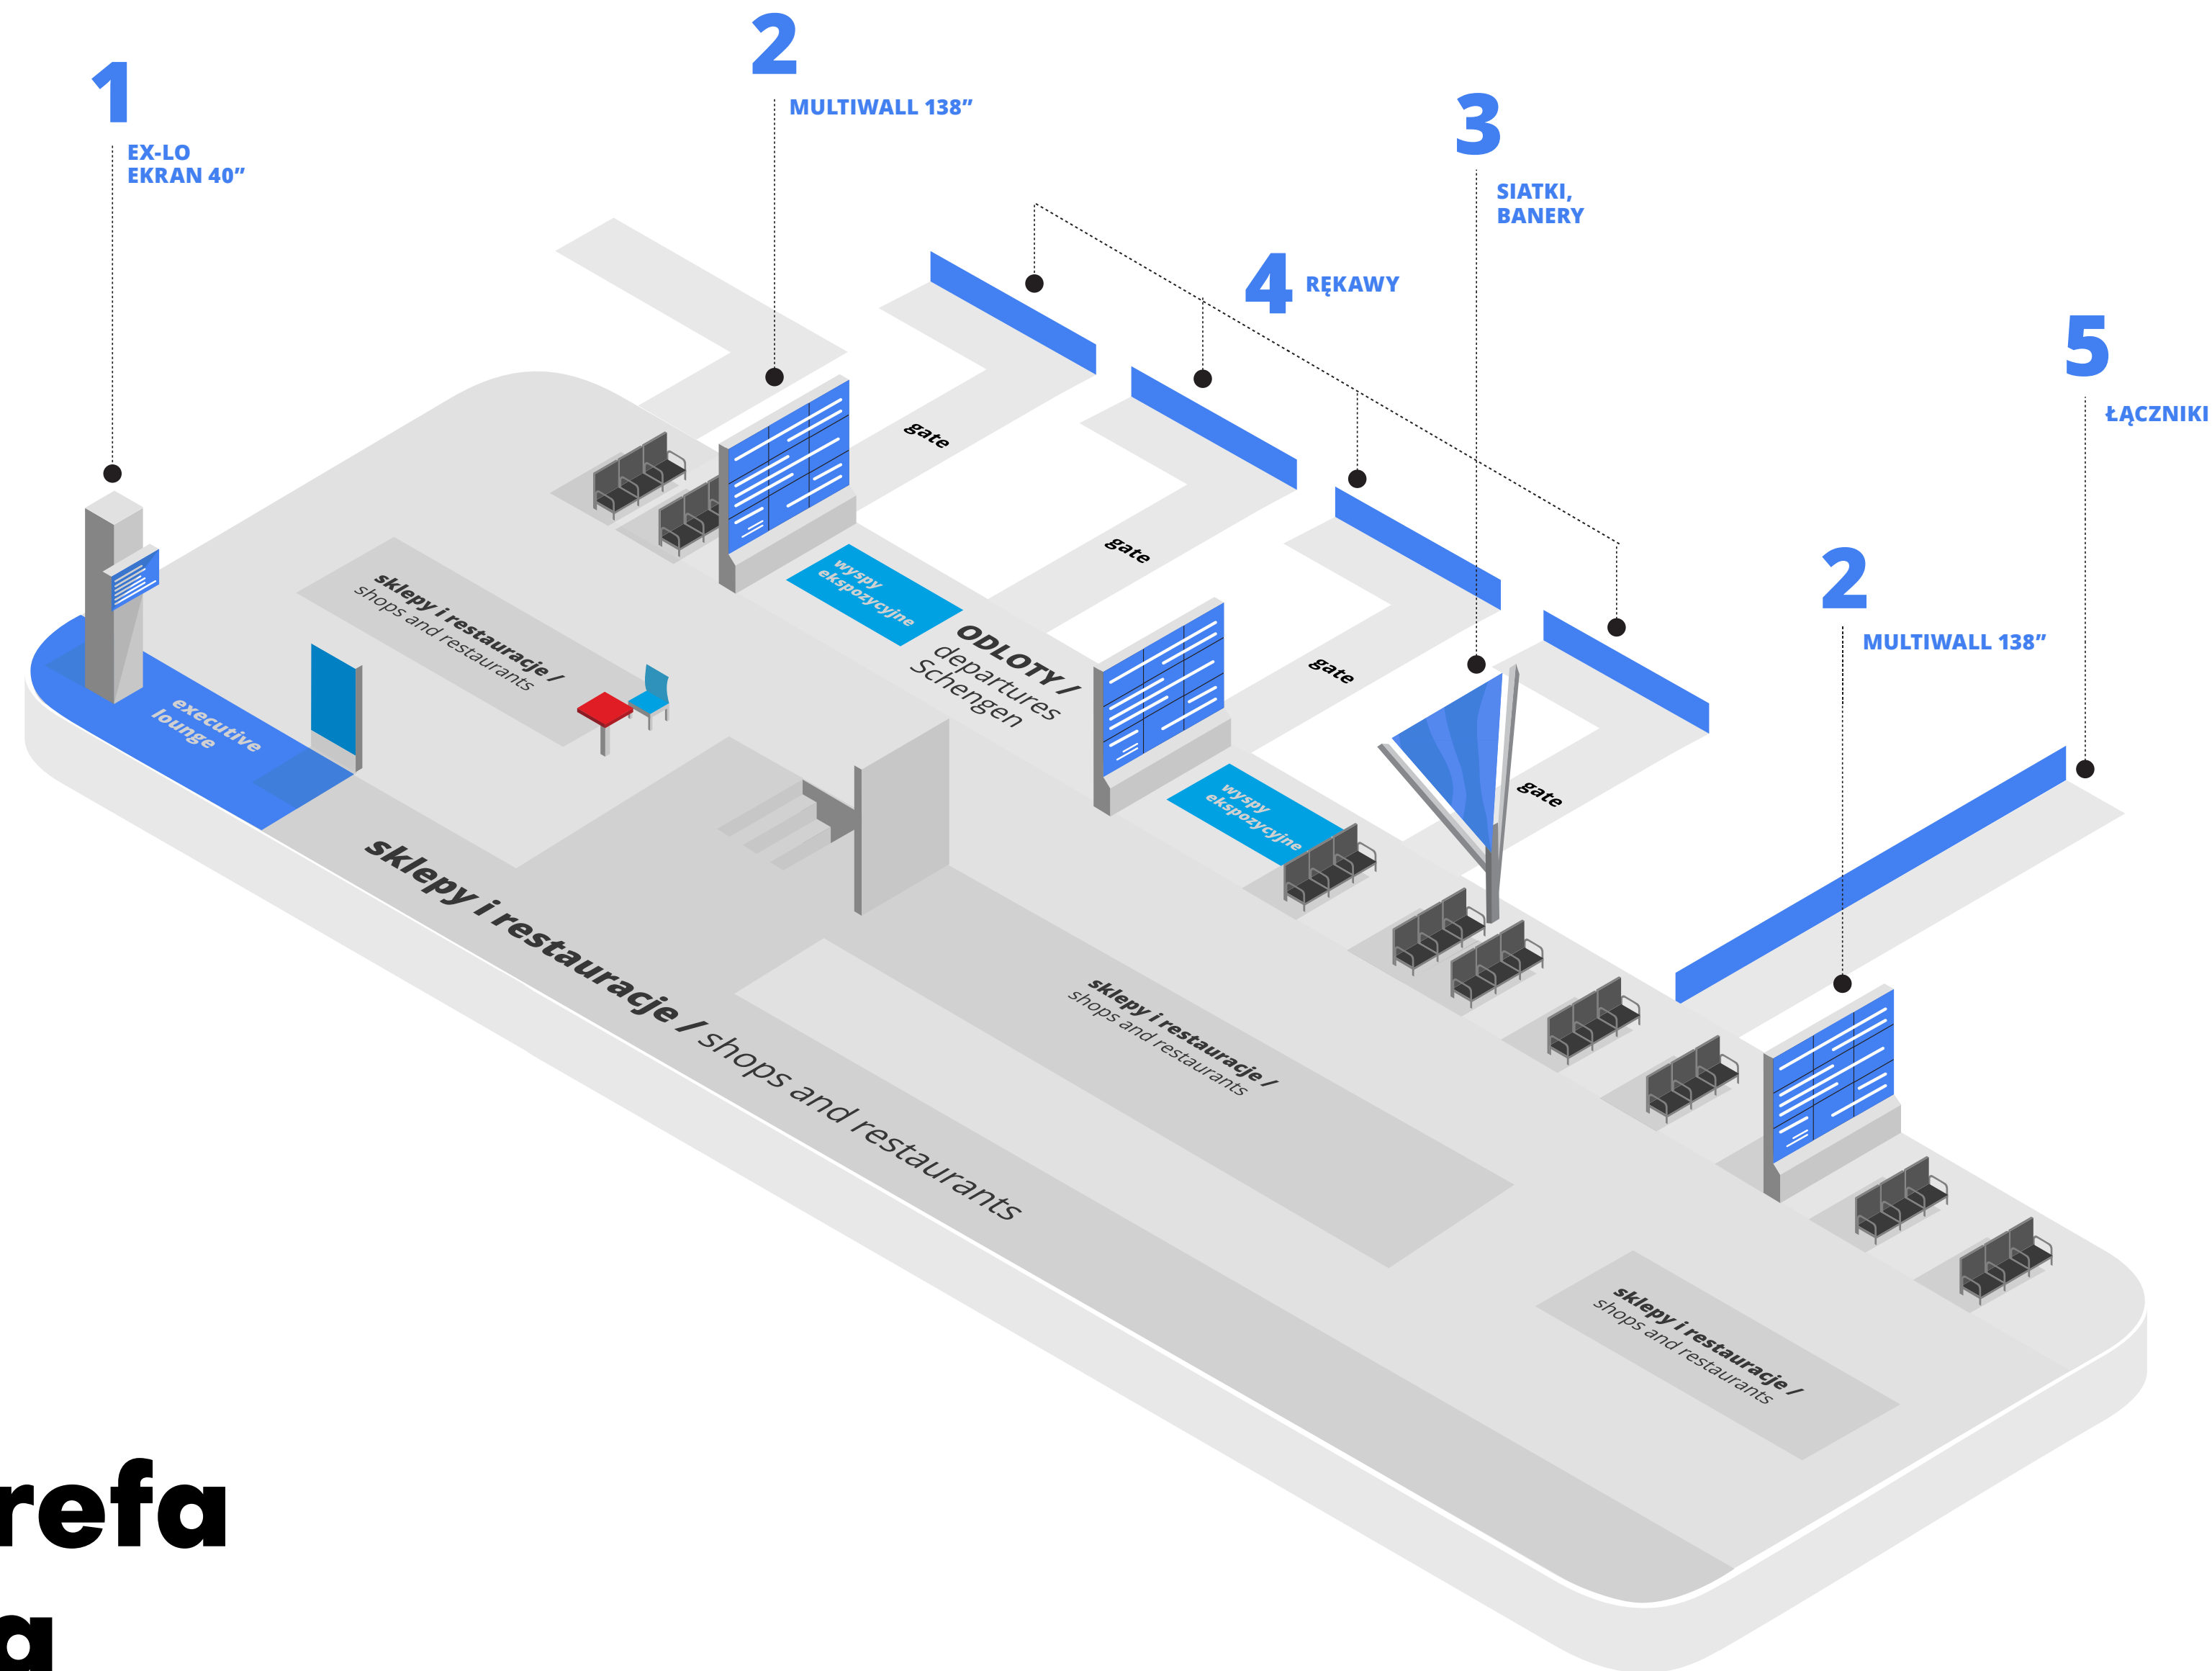 1
EX-LO
EKRAN 40”
2
MULTIWALL 138”
3
SIATKI,
BANERY
4
RĘKAWY
5
ŁĄCZNIKI
2
MULTIWALL 138”
gate
gate
gate
gate
wyspy
ekspozycyjne
ODLOTY /
departures
Schengen
wyspy
ekspozycyjne
sklepy i restauracje /
shops and restaurants
executive
lounge
sklepy i restauracje / shops and restaurants
sklepy i restauracje /
shops and restaurants
sklepy i restauracje /
shops and restaurants
refa
a